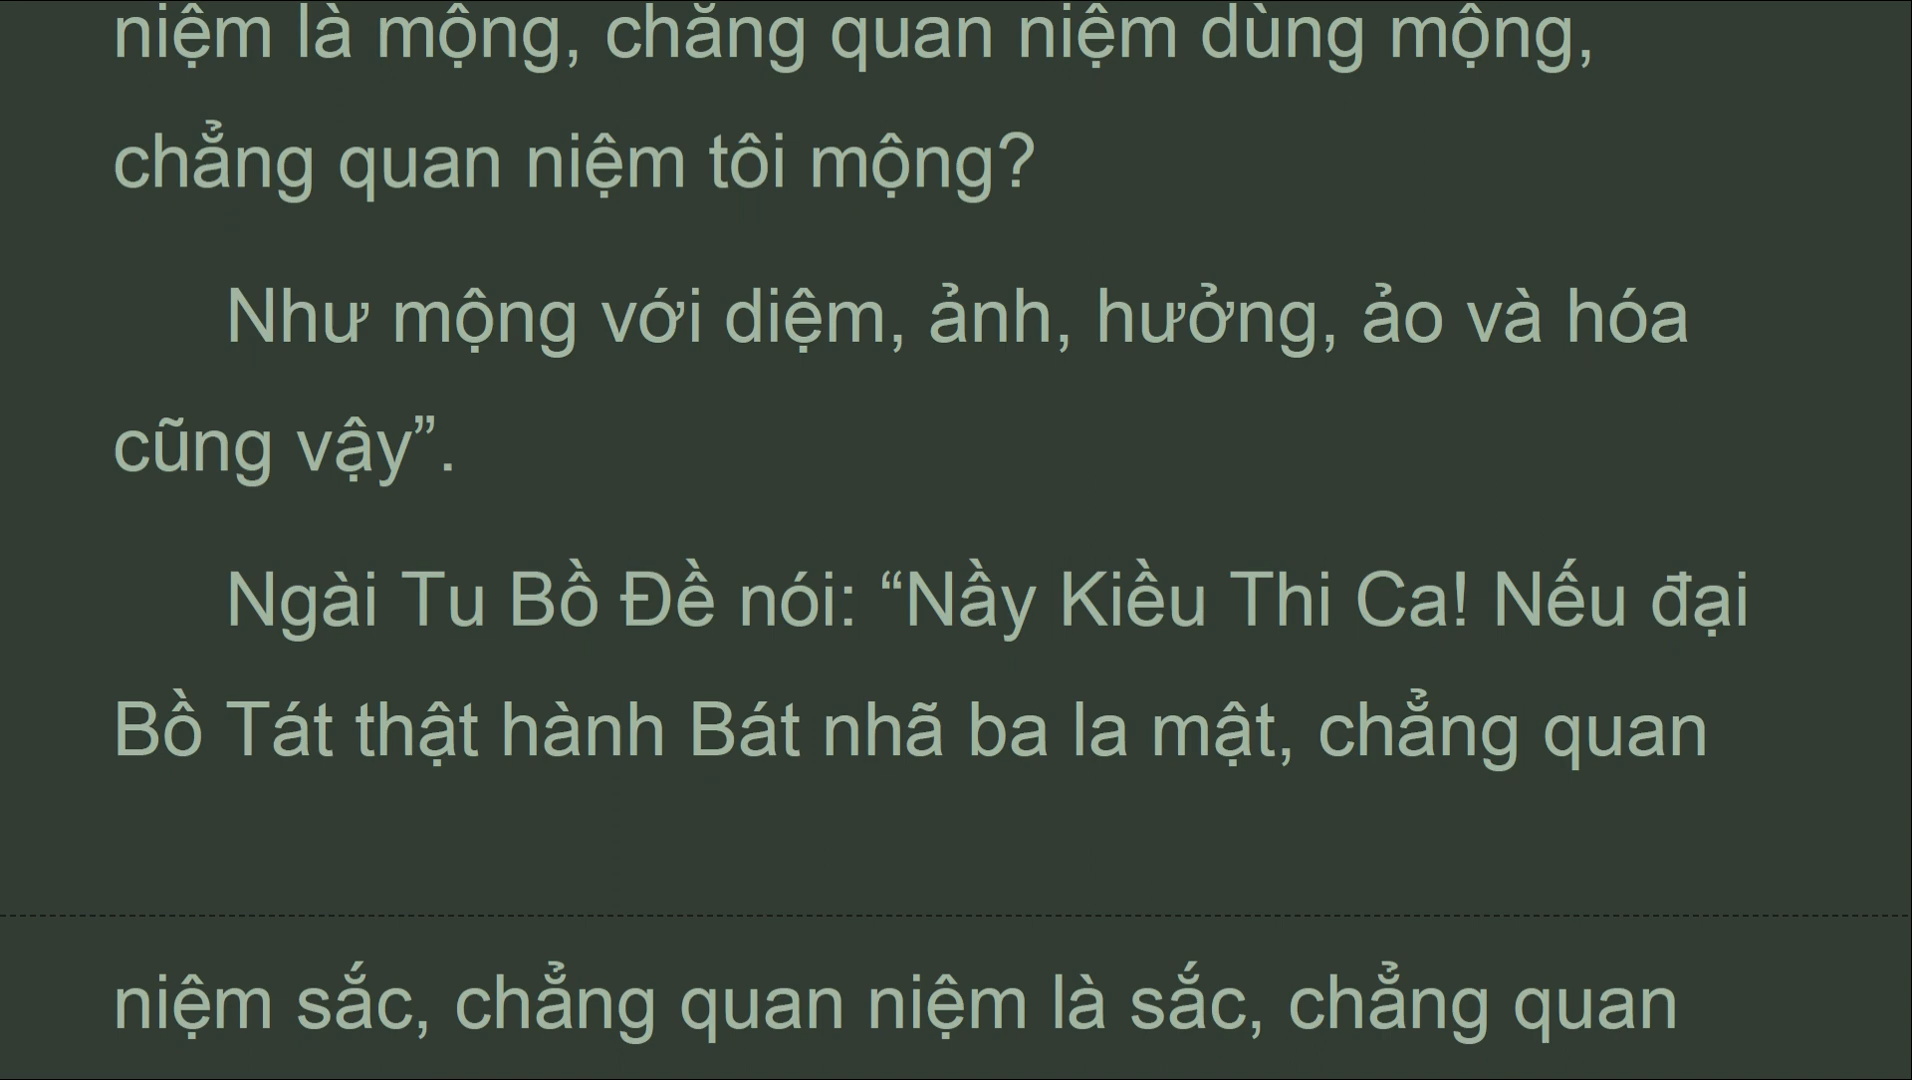 niệm là mộng, chẳng quan niệm dùng mộng,
chẳng quan niệm tôi mộng?
Như mộng với diệm, ảnh, hưởng, ảo và hóa
cũng vậy”.
Ngài Tu Bồ Đề nói: “Nầy Kiều Thi Ca! Nếu đại
Bồ Tát thật hành Bát nhã ba la mật, chẳng quan
niệm sắc, chẳng quan niệm là sắc, chẳng quan